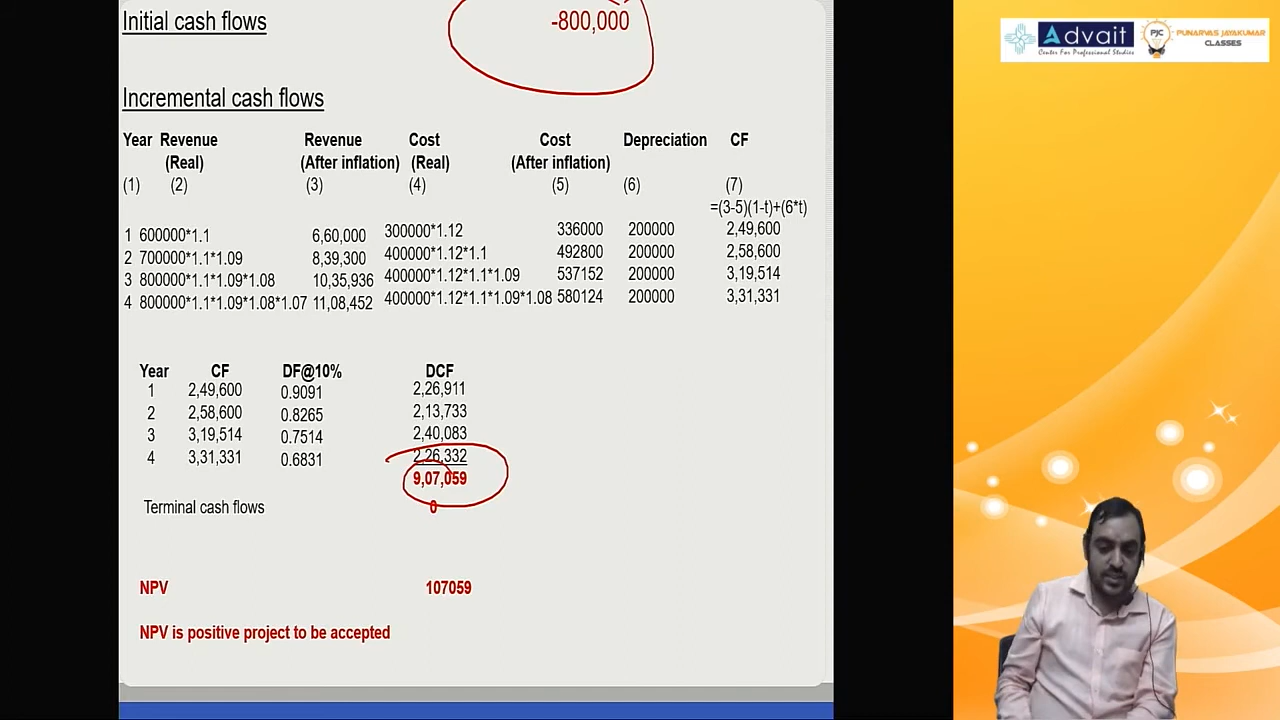 Initial cash flows -800,000
Advait
Center For Professional Studies
PJC
PUNARVAS JAYAKUMAR
CLASSES
Incremental cash flows
Year Revenue Revenue Cost Cost Depreciation CF
(Real) (After inflation) (Real) (After inflation)
(1) (2) (3) (4) (5) (6) (7)
=(3-5)(1-t)+(6*t)
1 600000*1.1 6,60,000 300000*1.12 336000 200000 2,49,600
2 700000*1.1*1.09 8,39,300 400000*1.12*1.1 492800 200000 2,58,600
3 800000*1.1*1.09*1.08 10,35,936 400000*1.12*1.1*1.09 537152 200000 3,19,514
4 800000*1.1*1.09*1.08*1.07 11,08,452 400000*1.12*1.1*1.09*1.08 580124 200000 3,31,331
Year CF DF@10% DCF
1 2,49,600 0.9091 2,26,911
2 2,58,600 0.8265 2,13,733
3 3,19,514 0.7514 2,40,083
4 3,31,331 0.6831 2,26,332
9,07,059
Terminal cash flows 0
NPV 107059
NPV is positive project to be accepted